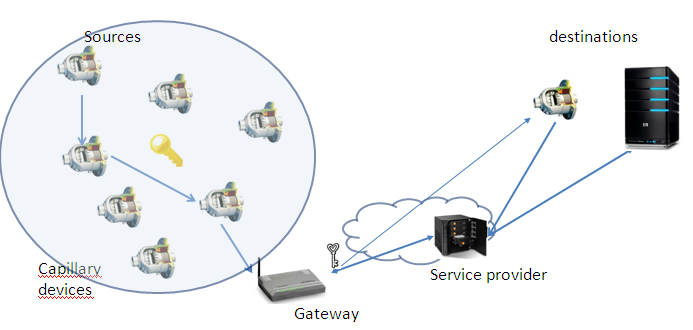 Sources
destinations
Capillary
devices
Service provider
Gateway